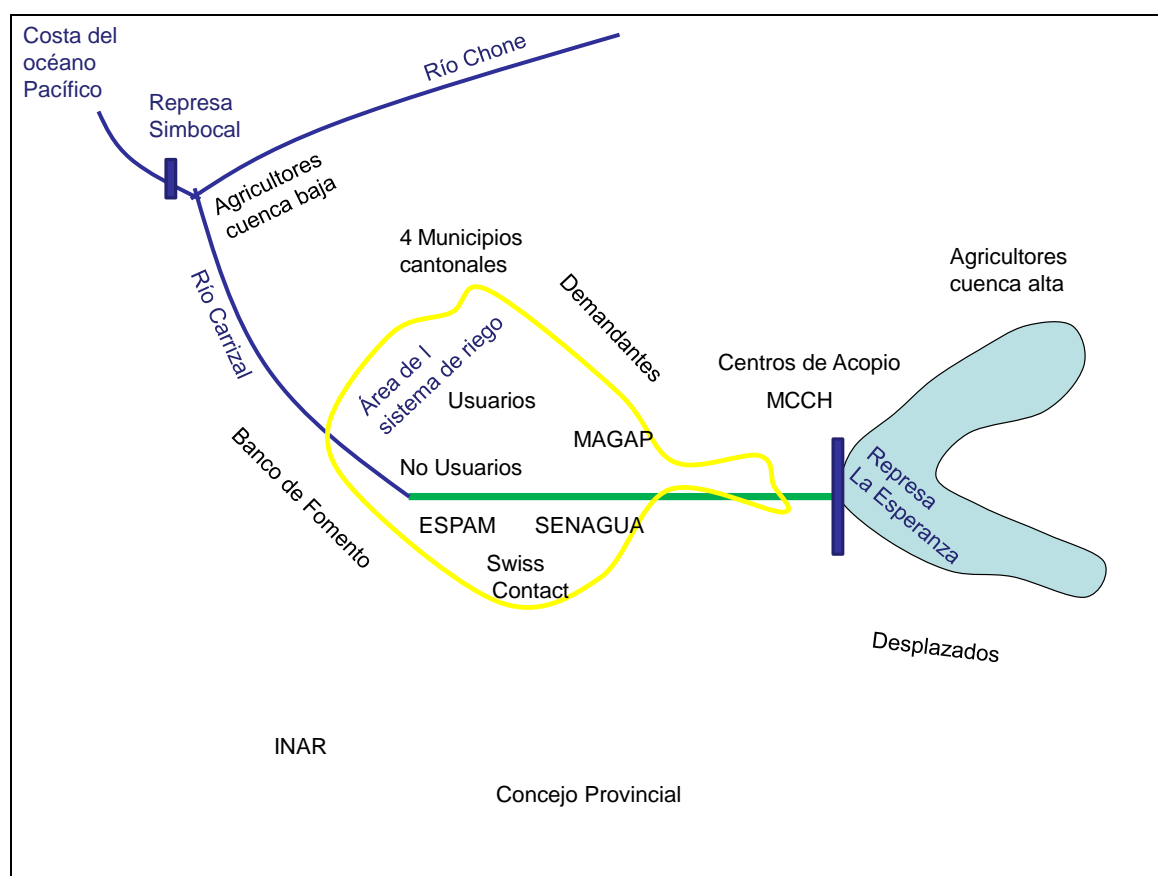 Costa del
océano
Pacífico
Río Chone
Represa
Simbocal
Agricultores
cuenca baja
4 Municipios
cantonales
Agricultores
cuenca alta
Río Carrizal
Demandantes
Área de l
sistema de riego
Centros de Acopio
MCCH
Usuarios
MAGAP
Banco de Fomento
No Usuarios
Represa
La Esperanza
ESPAM
SENAGUA
Swiss
Contact
Desplazados
INAR
Concejo Provincial